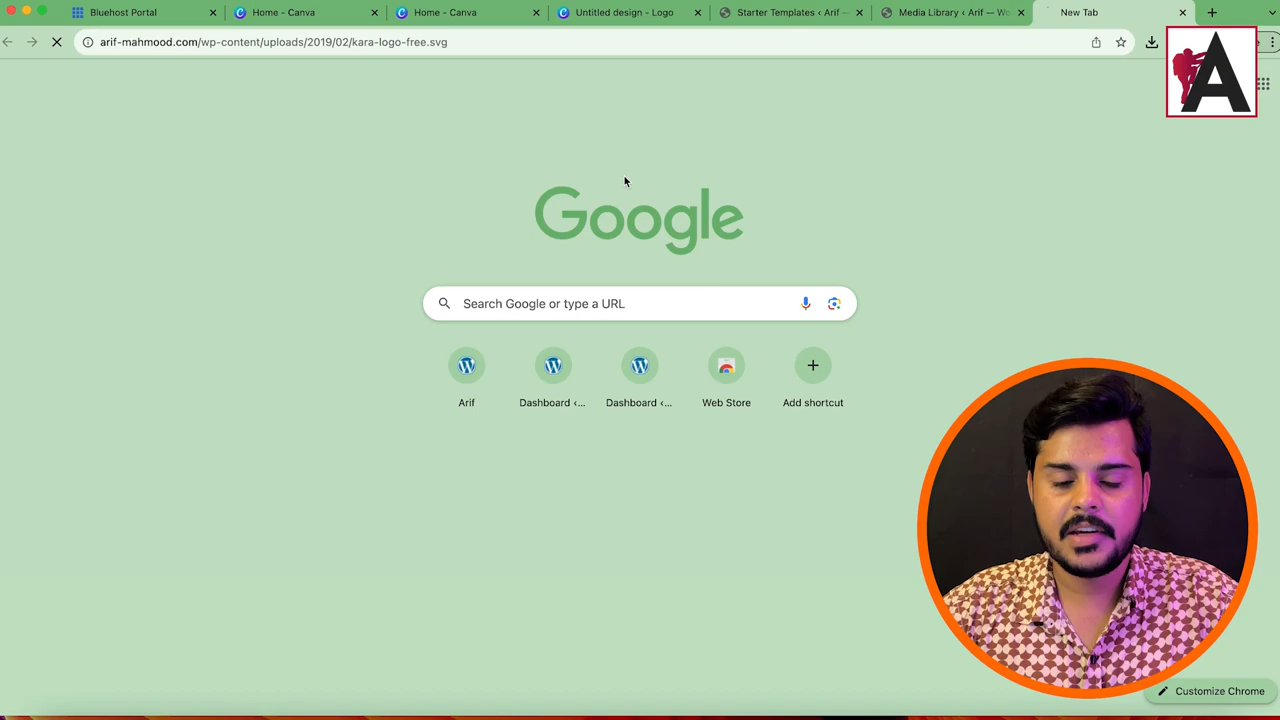 Bluehost Portal
Home - Canva
Home - Canva
Untitled design - Logo
Starter Templates ‹ Arif —
Media Library ‹ Arif — Wo
New Tab
arif-mahmood.com/wp-content/uploads/2019/02/kara-logo-free.svg
A
Google
Search Google or type a URL
Arif
Dashboard ‹...
Dashboard ‹...
Web Store
Add shortcut
Customize Chrome